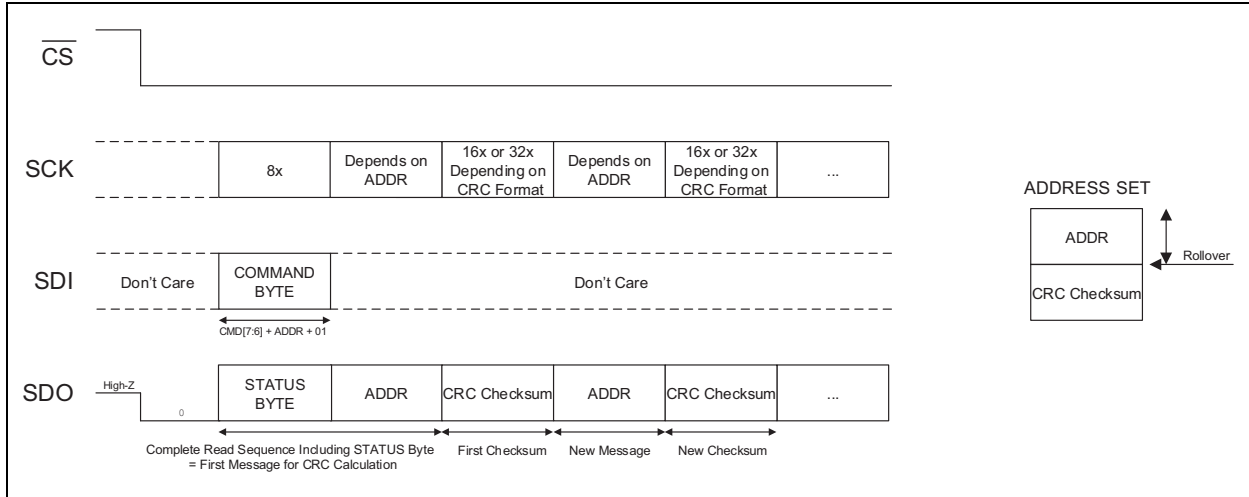 CS
SCK
8x
Depends on
ADDR
16x or 32x
Depending on
CRC Format
Depends on
ADDR
16x or 32x
Depending on
CRC Format
...
ADDRESS SET
ADDR
Rollover
CRC Checksum
SDI
Don't Care
COMMAND
BYTE
Don't Care
CMD[7:6] + ADDR + 01
SDO
High-Z
0
STATUS
BYTE
ADDR
CRC Checksum
ADDR
CRC Checksum
...
Complete Read Sequence Including STATUS Byte
= First Message for CRC Calculation
First Checksum
New Message
New Checksum